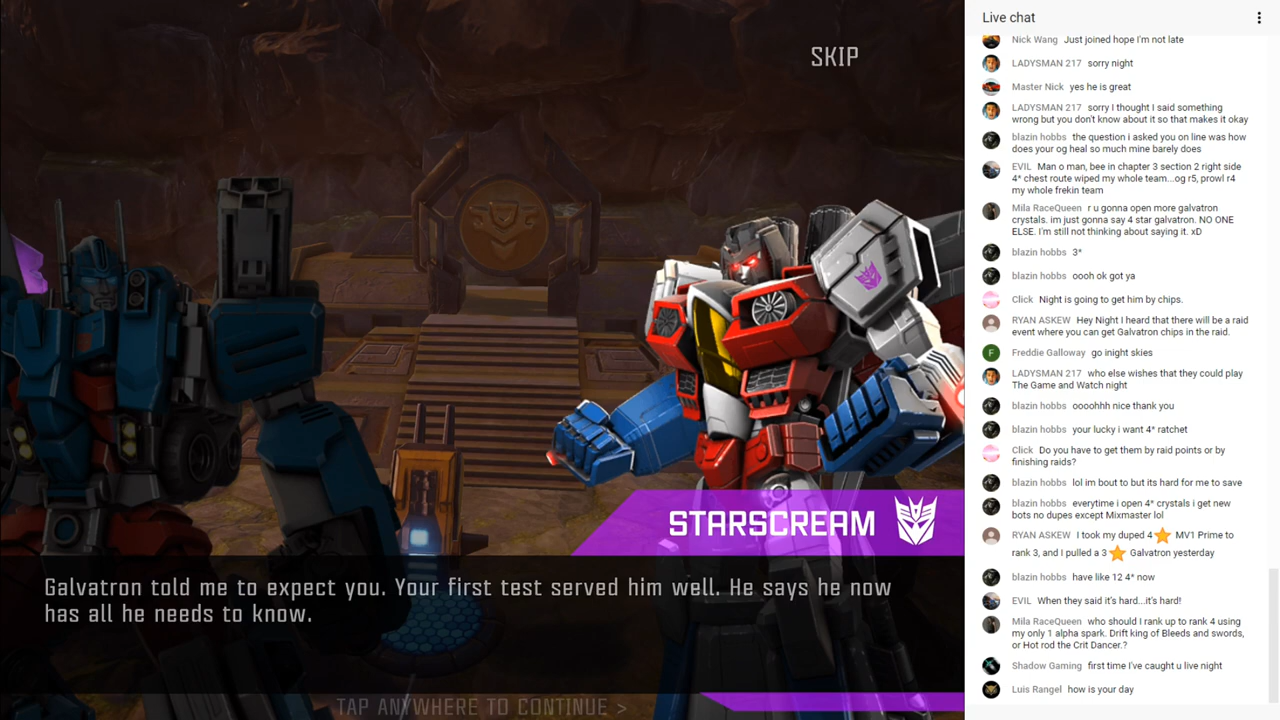 SKIP
STARSCREAM
Galvatron told me to expect you. Your first test served him well. He says he now
has all he needs to know.
TAP ANYWHERE TO CONTINUE >
Live chat
Nick Wang Just joined hope I'm not late
LADYSMAN 217 sorry night
Master Nick yes he is great
LADYSMAN 217 sorry I thought I said something
wrong but you don't know about it so that makes it okay
blazin hobbs the question i asked you on line was how
does your og heal so much mine barely does
EVIL Man o man, bee in chapter 3 section 2 right side
4* chest route wiped my whole team...og r5, prowl r4
my whole frekin team
Mila RaceQueen r u gonna open more galvatron
crystals. im just gonna say 4 star galvatron. NO ONE
ELSE. I'm still not thinking about saying it. xD
blazin hobbs 3*
blazin hobbs oooh ok got ya
Click Night is going to get him by chips.
RYAN ASKEW Hey Night I heard that there will be a raid
event where you can get Galvatron chips in the raid.
F Freddie Galloway go inight skies
LADYSMAN 217 who else wishes that they could play
The Game and Watch night
blazin hobbs oooohhh nice thank you
blazin hobbs your lucky i want 4* ratchet
Click Do you have to get them by raid points or by
finishing raids?
blazin hobbs lol im bout to but its hard for me to save
blazin hobbs everytime i open 4* crystals i get new
bots no dupes except Mixmaster lol
RYAN ASKEW I took my duped 4⭐ MV1 Prime to
rank 3, and I pulled a 3⭐ Galvatron yesterday
blazin hobbs have like 12 4* now
EVIL When they said it's hard...it's hard!
Mila RaceQueen who should I rank up to rank 4 using
my only 1 alpha spark. Drift king of Bleeds and swords,
or Hot rod the Crit Dancer.?
Shadow Gaming first time I've caught u live night
Luis Rangel how is your day